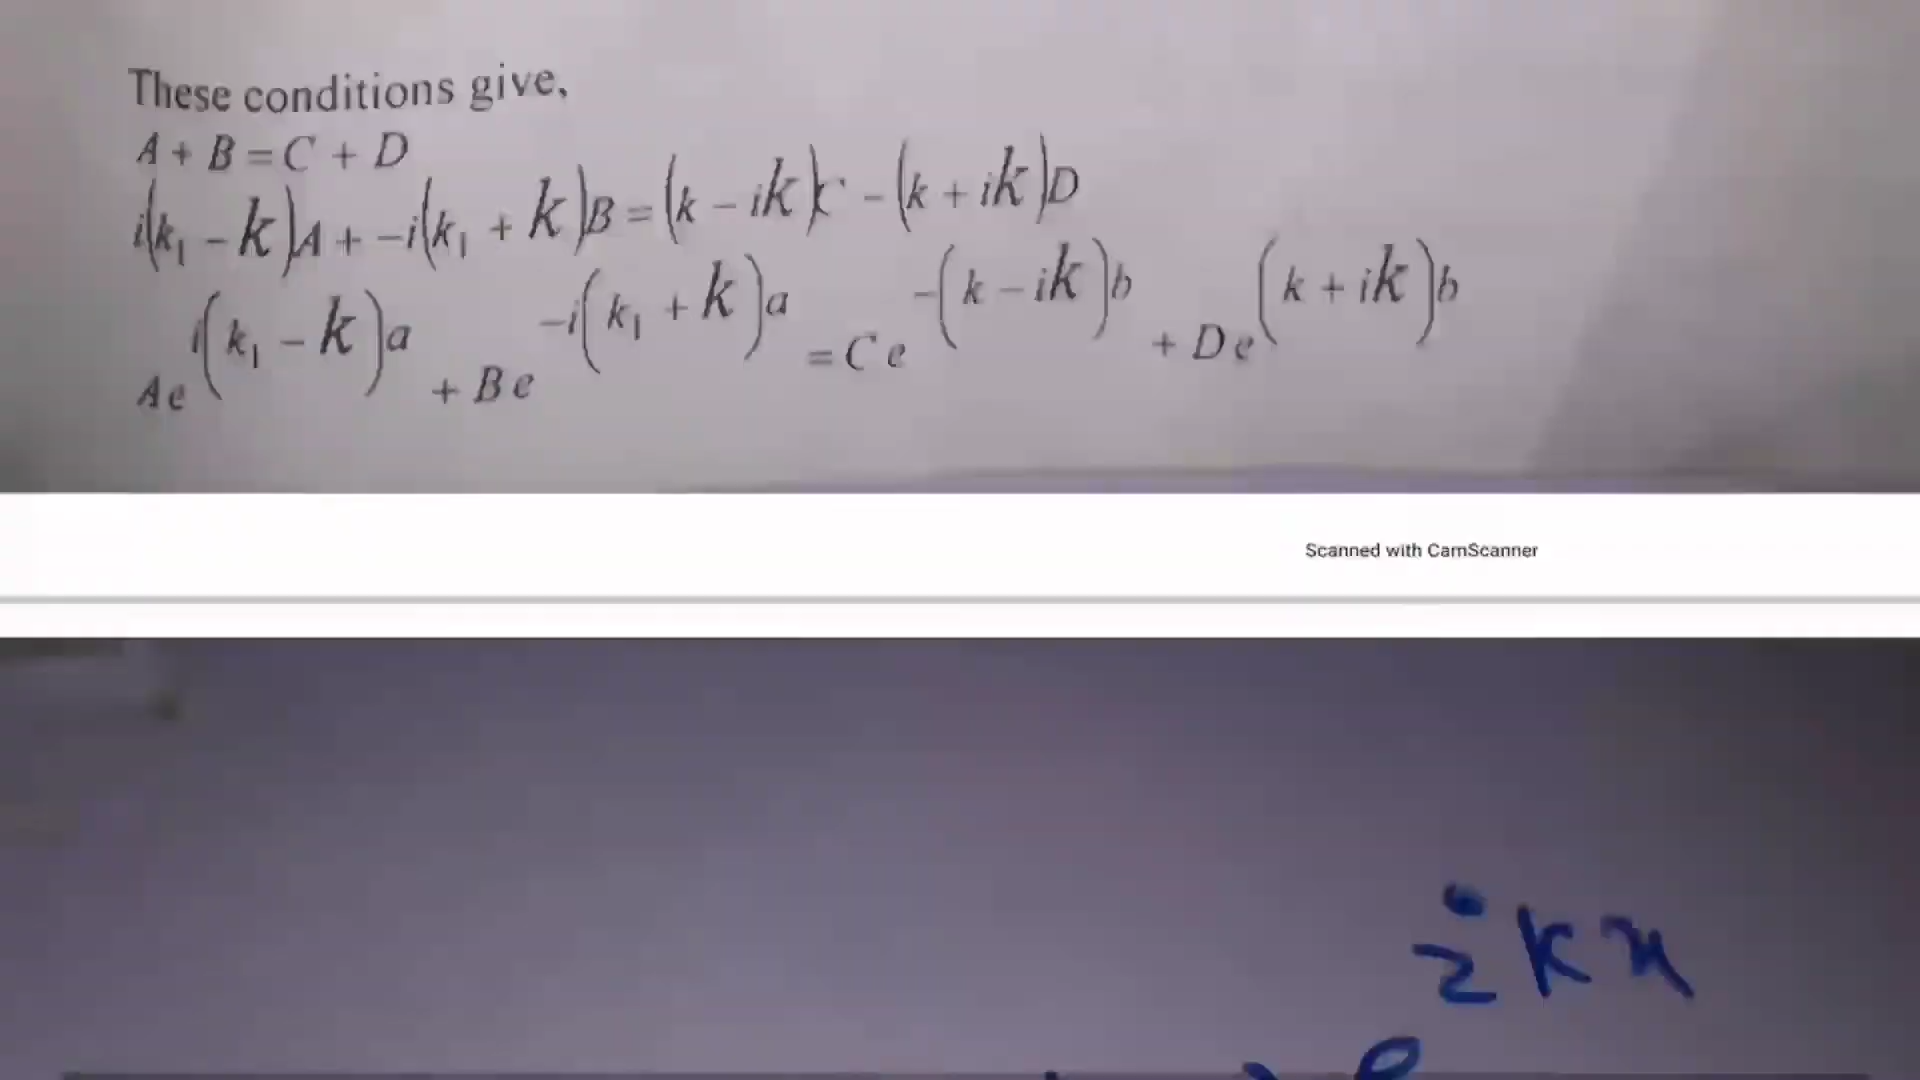 These conditions give,
A + B = C + D
i(k₁ - k)A + -i(k₁ + k)B = (k - ik)C - (k + ik)D
Ae^{i(k₁ - k)a} + Be^{-i(k₁ + k)a} = Ce^{-(k - ik)b} + De^{(k + ik)b}
Scanned with CamScanner
ikx
e